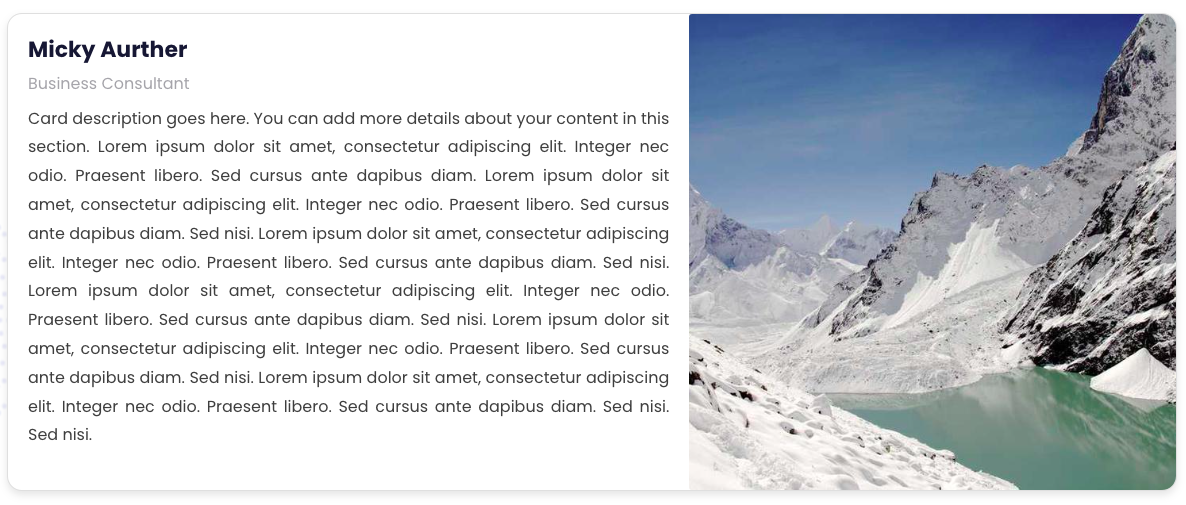 Micky Aurther
Business Consultant
Card description goes here. You can add more details about your content in this
section. Lorem ipsum dolor sit amet, consectetur adipiscing elit. Integer nec
odio. Praesent libero. Sed cursus ante dapibus diam. Lorem ipsum dolor sit
amet, consectetur adipiscing elit. Integer nec odio. Praesent libero. Sed cursus
ante dapibus diam. Sed nisi. Lorem ipsum dolor sit amet, consectetur adipiscing
elit. Integer nec odio. Praesent libero. Sed cursus ante dapibus diam. Sed nisi.
Lorem ipsum dolor sit amet, consectetur adipiscing elit. Integer nec odio.
Praesent libero. Sed cursus ante dapibus diam. Sed nisi. Lorem ipsum dolor sit
amet, consectetur adipiscing elit. Integer nec odio. Praesent libero. Sed cursus
ante dapibus diam. Sed nisi. Lorem ipsum dolor sit amet, consectetur adipiscing
elit. Integer nec odio. Praesent libero. Sed cursus ante dapibus diam. Sed nisi.
Sed nisi.